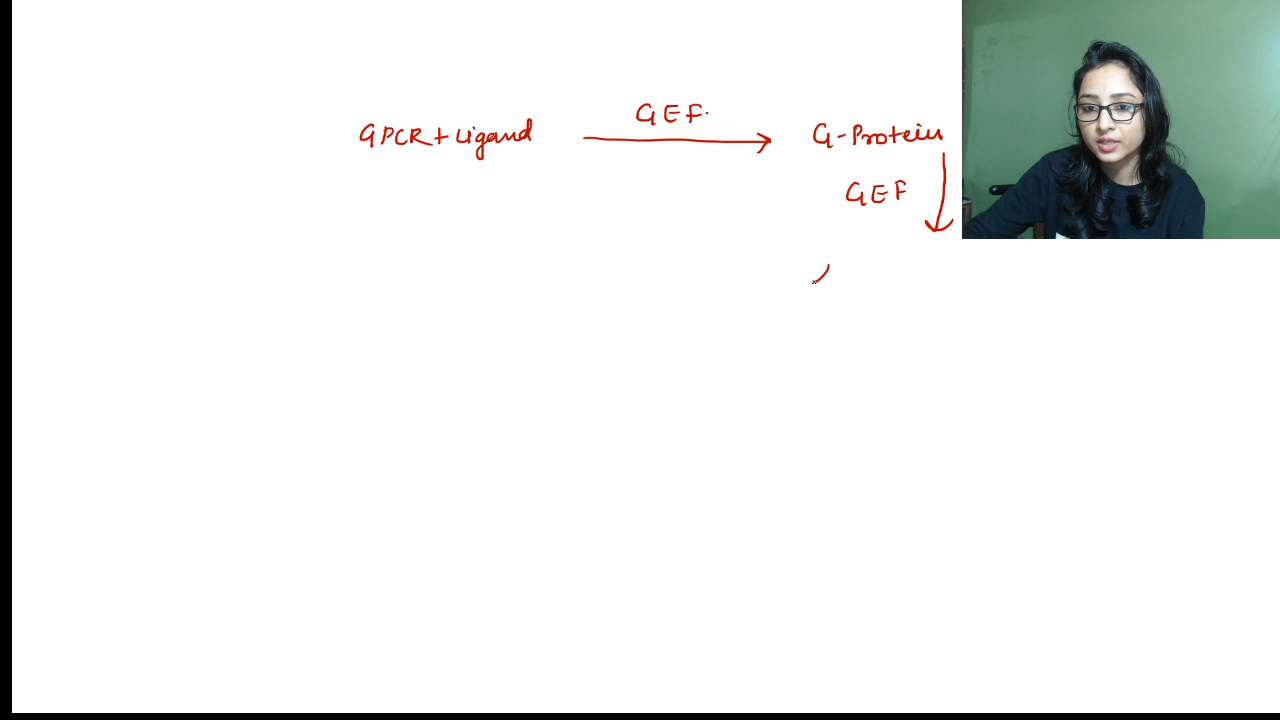 GEF.
GPCR + Ligand
G-Protein
GEF